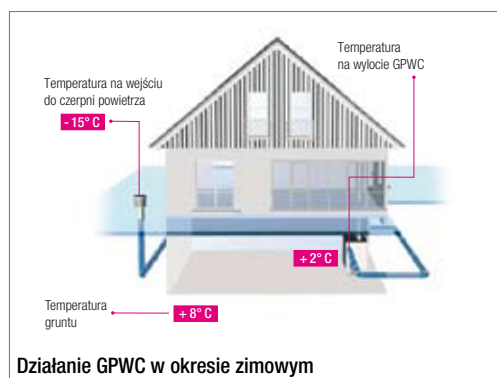 Temperatura
na wylocie GPWC
Temperatura na wejściu
do czerpni powietrza
-15° C
+2° C
Temperatura
gruntu
+8° C
Działanie GPWC w okresie zimowym